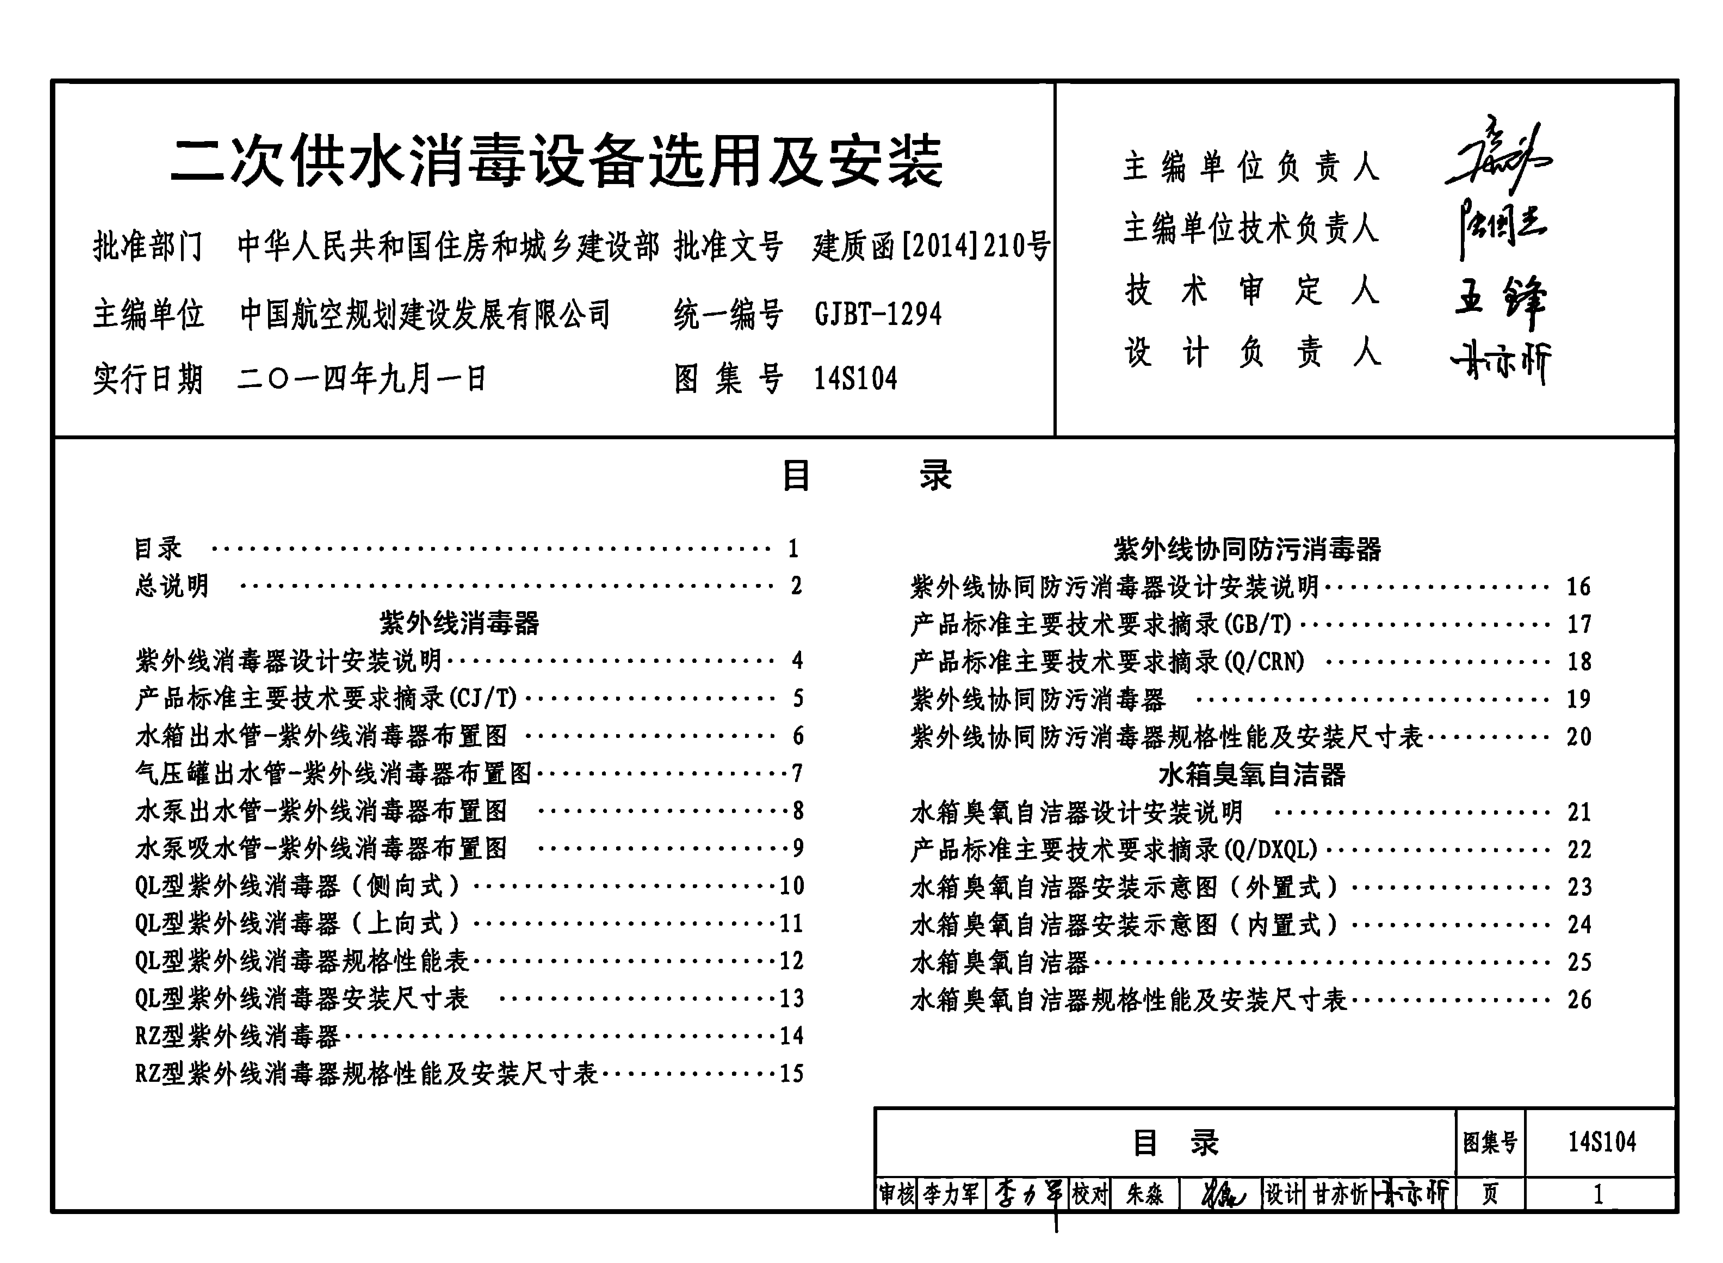 二次供水消毒设备选用及安装
批准部门 中华人民共和国住房和城乡建设部 批准文号 建质函[2014]210号
主编单位 中国航空规划建设发展有限公司 统一编号 GJBT-1294
实行日期 二〇一四年九月一日 图集号 14S104
主编单位负责人
主编单位技术负责人
技术审定人 王锋
设计负责人 甘亦忻
目录
目录 ············ 1
总说明 ············ 2
紫外线消毒器
紫外线消毒器设计安装说明 ············ 4
产品标准主要技术要求摘录(CJ/T) ············ 5
水箱出水管-紫外线消毒器布置图 ············ 6
气压罐出水管-紫外线消毒器布置图 ············ 7
水泵出水管-紫外线消毒器布置图 ············ 8
水泵吸水管-紫外线消毒器布置图 ············ 9
QL型紫外线消毒器（侧向式） ············ 10
QL型紫外线消毒器（上向式） ············ 11
QL型紫外线消毒器规格性能表 ············ 12
QL型紫外线消毒器安装尺寸表 ············ 13
RZ型紫外线消毒器 ············ 14
RZ型紫外线消毒器规格性能及安装尺寸表 ············ 15
紫外线协同防污消毒器
紫外线协同防污消毒器设计安装说明 ············ 16
产品标准主要技术要求摘录(GB/T) ············ 17
产品标准主要技术要求摘录(Q/CRN) ············ 18
紫外线协同防污消毒器 ············ 19
紫外线协同防污消毒器规格性能及安装尺寸表 ············ 20
水箱臭氧自洁器
水箱臭氧自洁器设计安装说明 ············ 21
产品标准主要技术要求摘录(Q/DXQL) ············ 22
水箱臭氧自洁器安装示意图（外置式） ············ 23
水箱臭氧自洁器安装示意图（内置式） ············ 24
水箱臭氧自洁器 ············ 25
水箱臭氧自洁器规格性能及安装尺寸表 ············ 26
目录 图集号 14S104
审核 李力军 李力军 校对 朱淼 设计 甘亦忻 甘亦忻 页 1